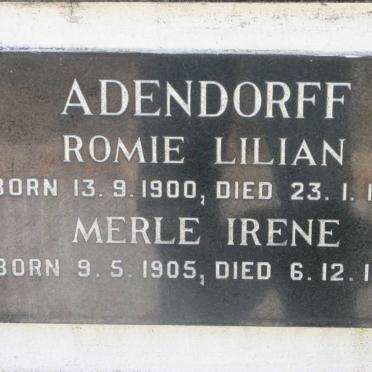 ADENDORFF
ROMIE LILIAN
BORN 13.9.1900, DIED 23.1.1
MERLE IRENE
BORN 9.5.1905, DIED 6.12.1